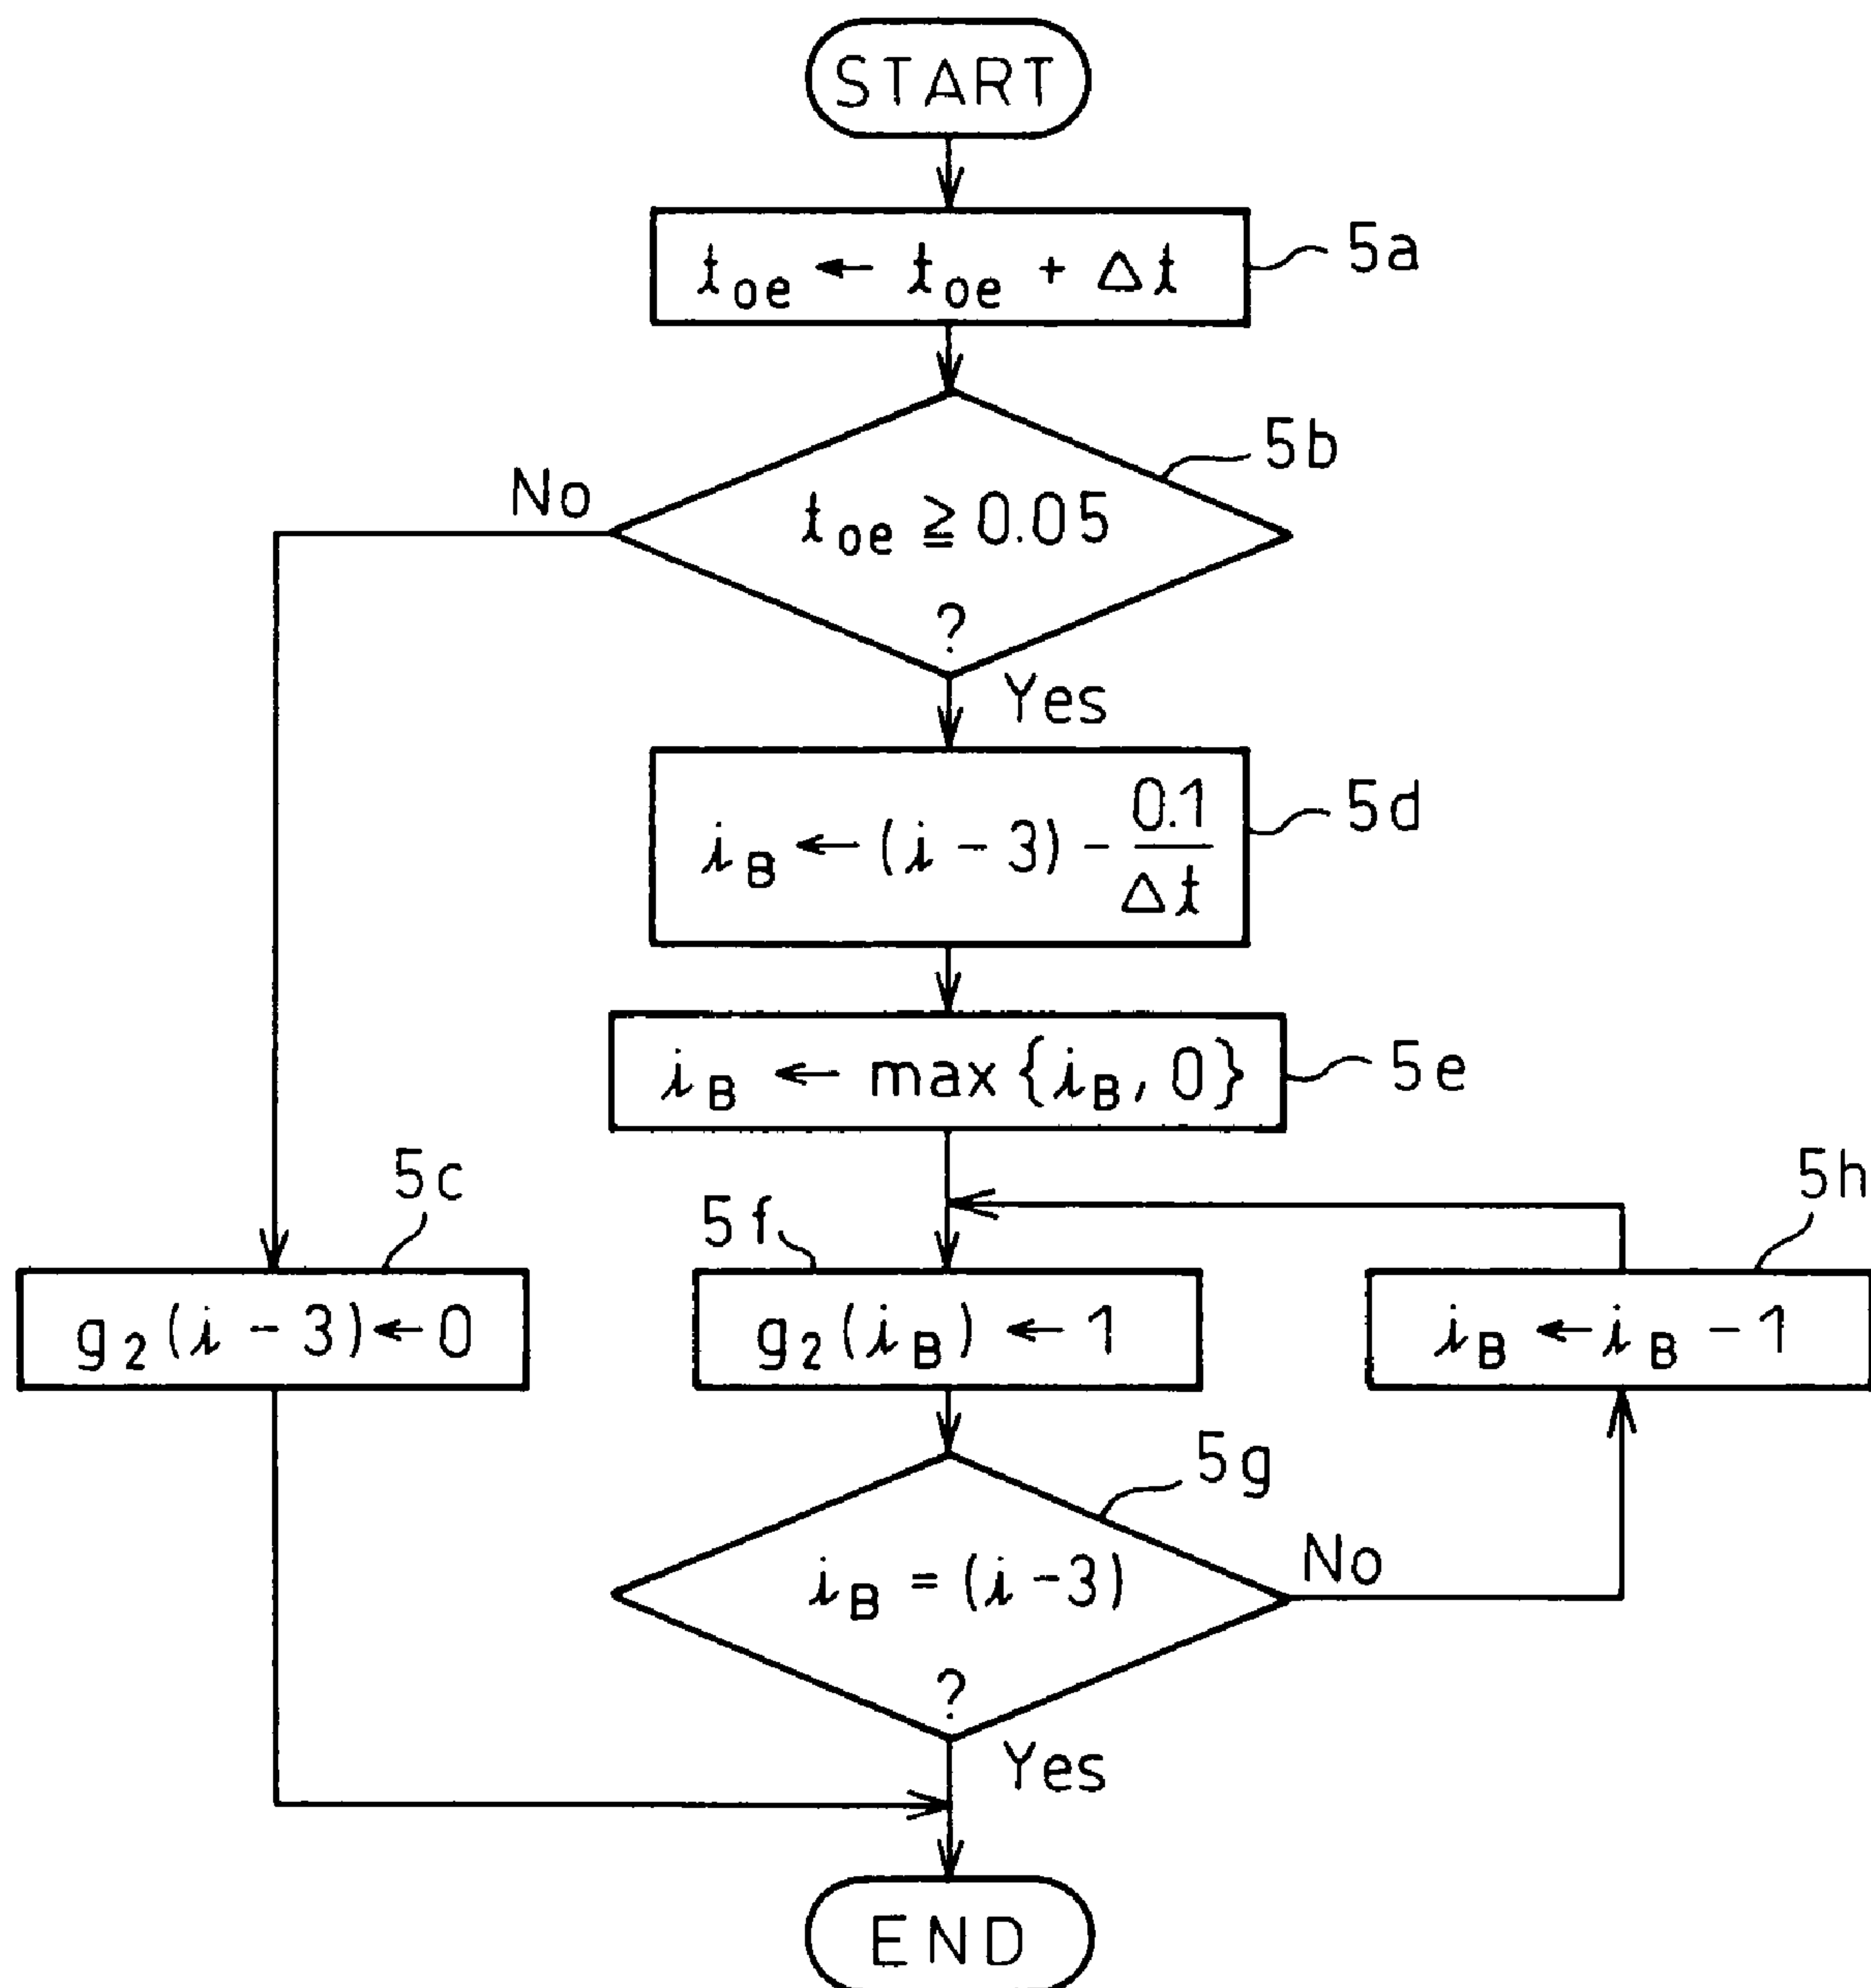 START
t_oe ← t_oe + Δt
5a
5b
No
t_oe ≧ 0.05
?
Yes
i_B ← (i - 3) - 0.1/Δt
5d
i_B ← max {i_B, 0}
5e
5c
5f
5h
g_2(i - 3) ← 0
g_2(i_B) ← 1
i_B ← i_B - 1
5g
i_B = (i - 3)
No
?
Yes
END